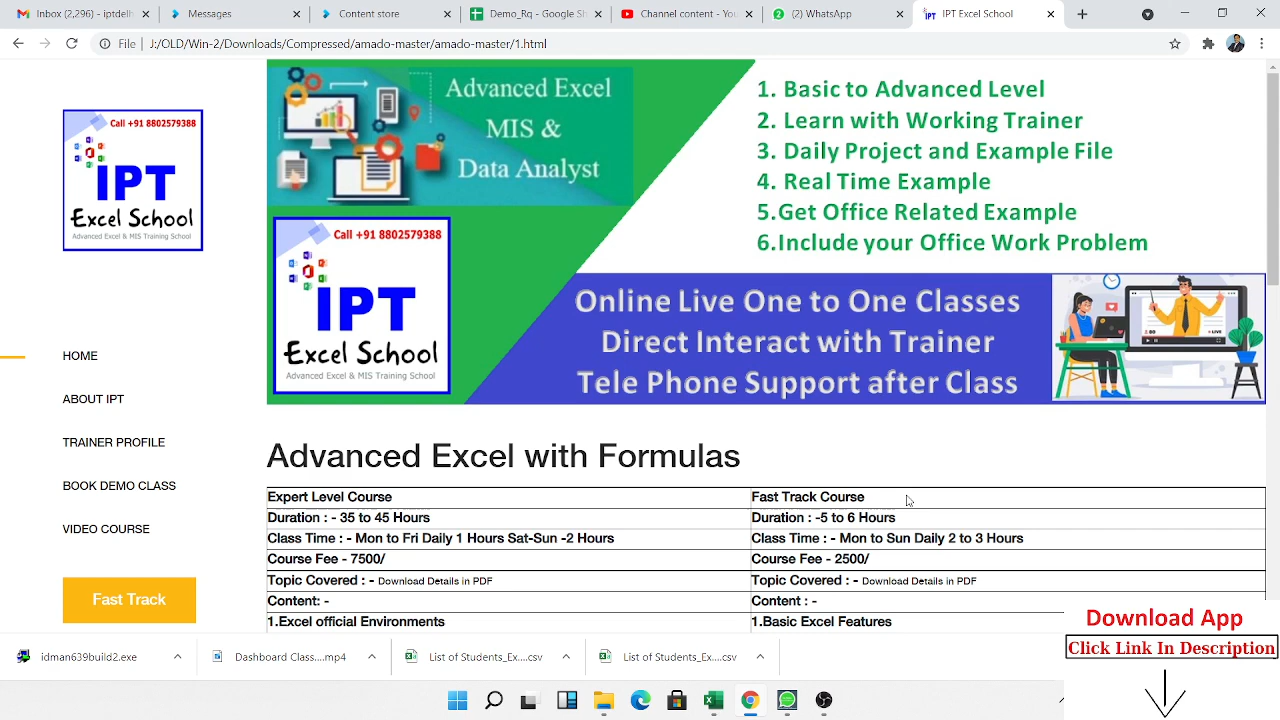 Inbox (2,296) - iptdelh
Messages
Content store
Demo_Rq - Google Sh
Channel content - You
(2) WhatsApp
IPT Excel School
File
J:/OLD/Win-2/Downloads/Compressed/amado-master/amado-master/1.html
Call +91 8802579388
IPT
Excel School
Advanced Excel & MIS Training School
HOME
ABOUT IPT
TRAINER PROFILE
BOOK DEMO CLASS
VIDEO COURSE
Fast Track
Advanced Excel
MIS &
Data Analyst
1. Basic to Advanced Level
2. Learn with Working Trainer
3. Daily Project and Example File
4. Real Time Example
5.Get Office Related Example
6.Include your Office Work Problem
Call +91 8802579388
IPT
Excel School
Advanced Excel & MIS Training School
Online Live One to One Classes
Direct Interact with Trainer
Tele Phone Support after Class
LIVE
Advanced Excel with Formulas
Expert Level Course
Fast Track Course
Duration : - 35 to 45 Hours
Duration : -5 to 6 Hours
Class Time : - Mon to Fri Daily 1 Hours Sat-Sun -2 Hours
Class Time : - Mon to Sun Daily 2 to 3 Hours
Course Fee - 7500/
Course Fee - 2500/
Topic Covered : - Download Details in PDF
Topic Covered : - Download Details in PDF
Content: -
Content : -
1.Excel official Environments
1.Basic Excel Features
Download App
Click Link In Description
idman639build2.exe
Dashboard Class....mp4
List of Students_Ex....csv
List of Students_Ex....csv